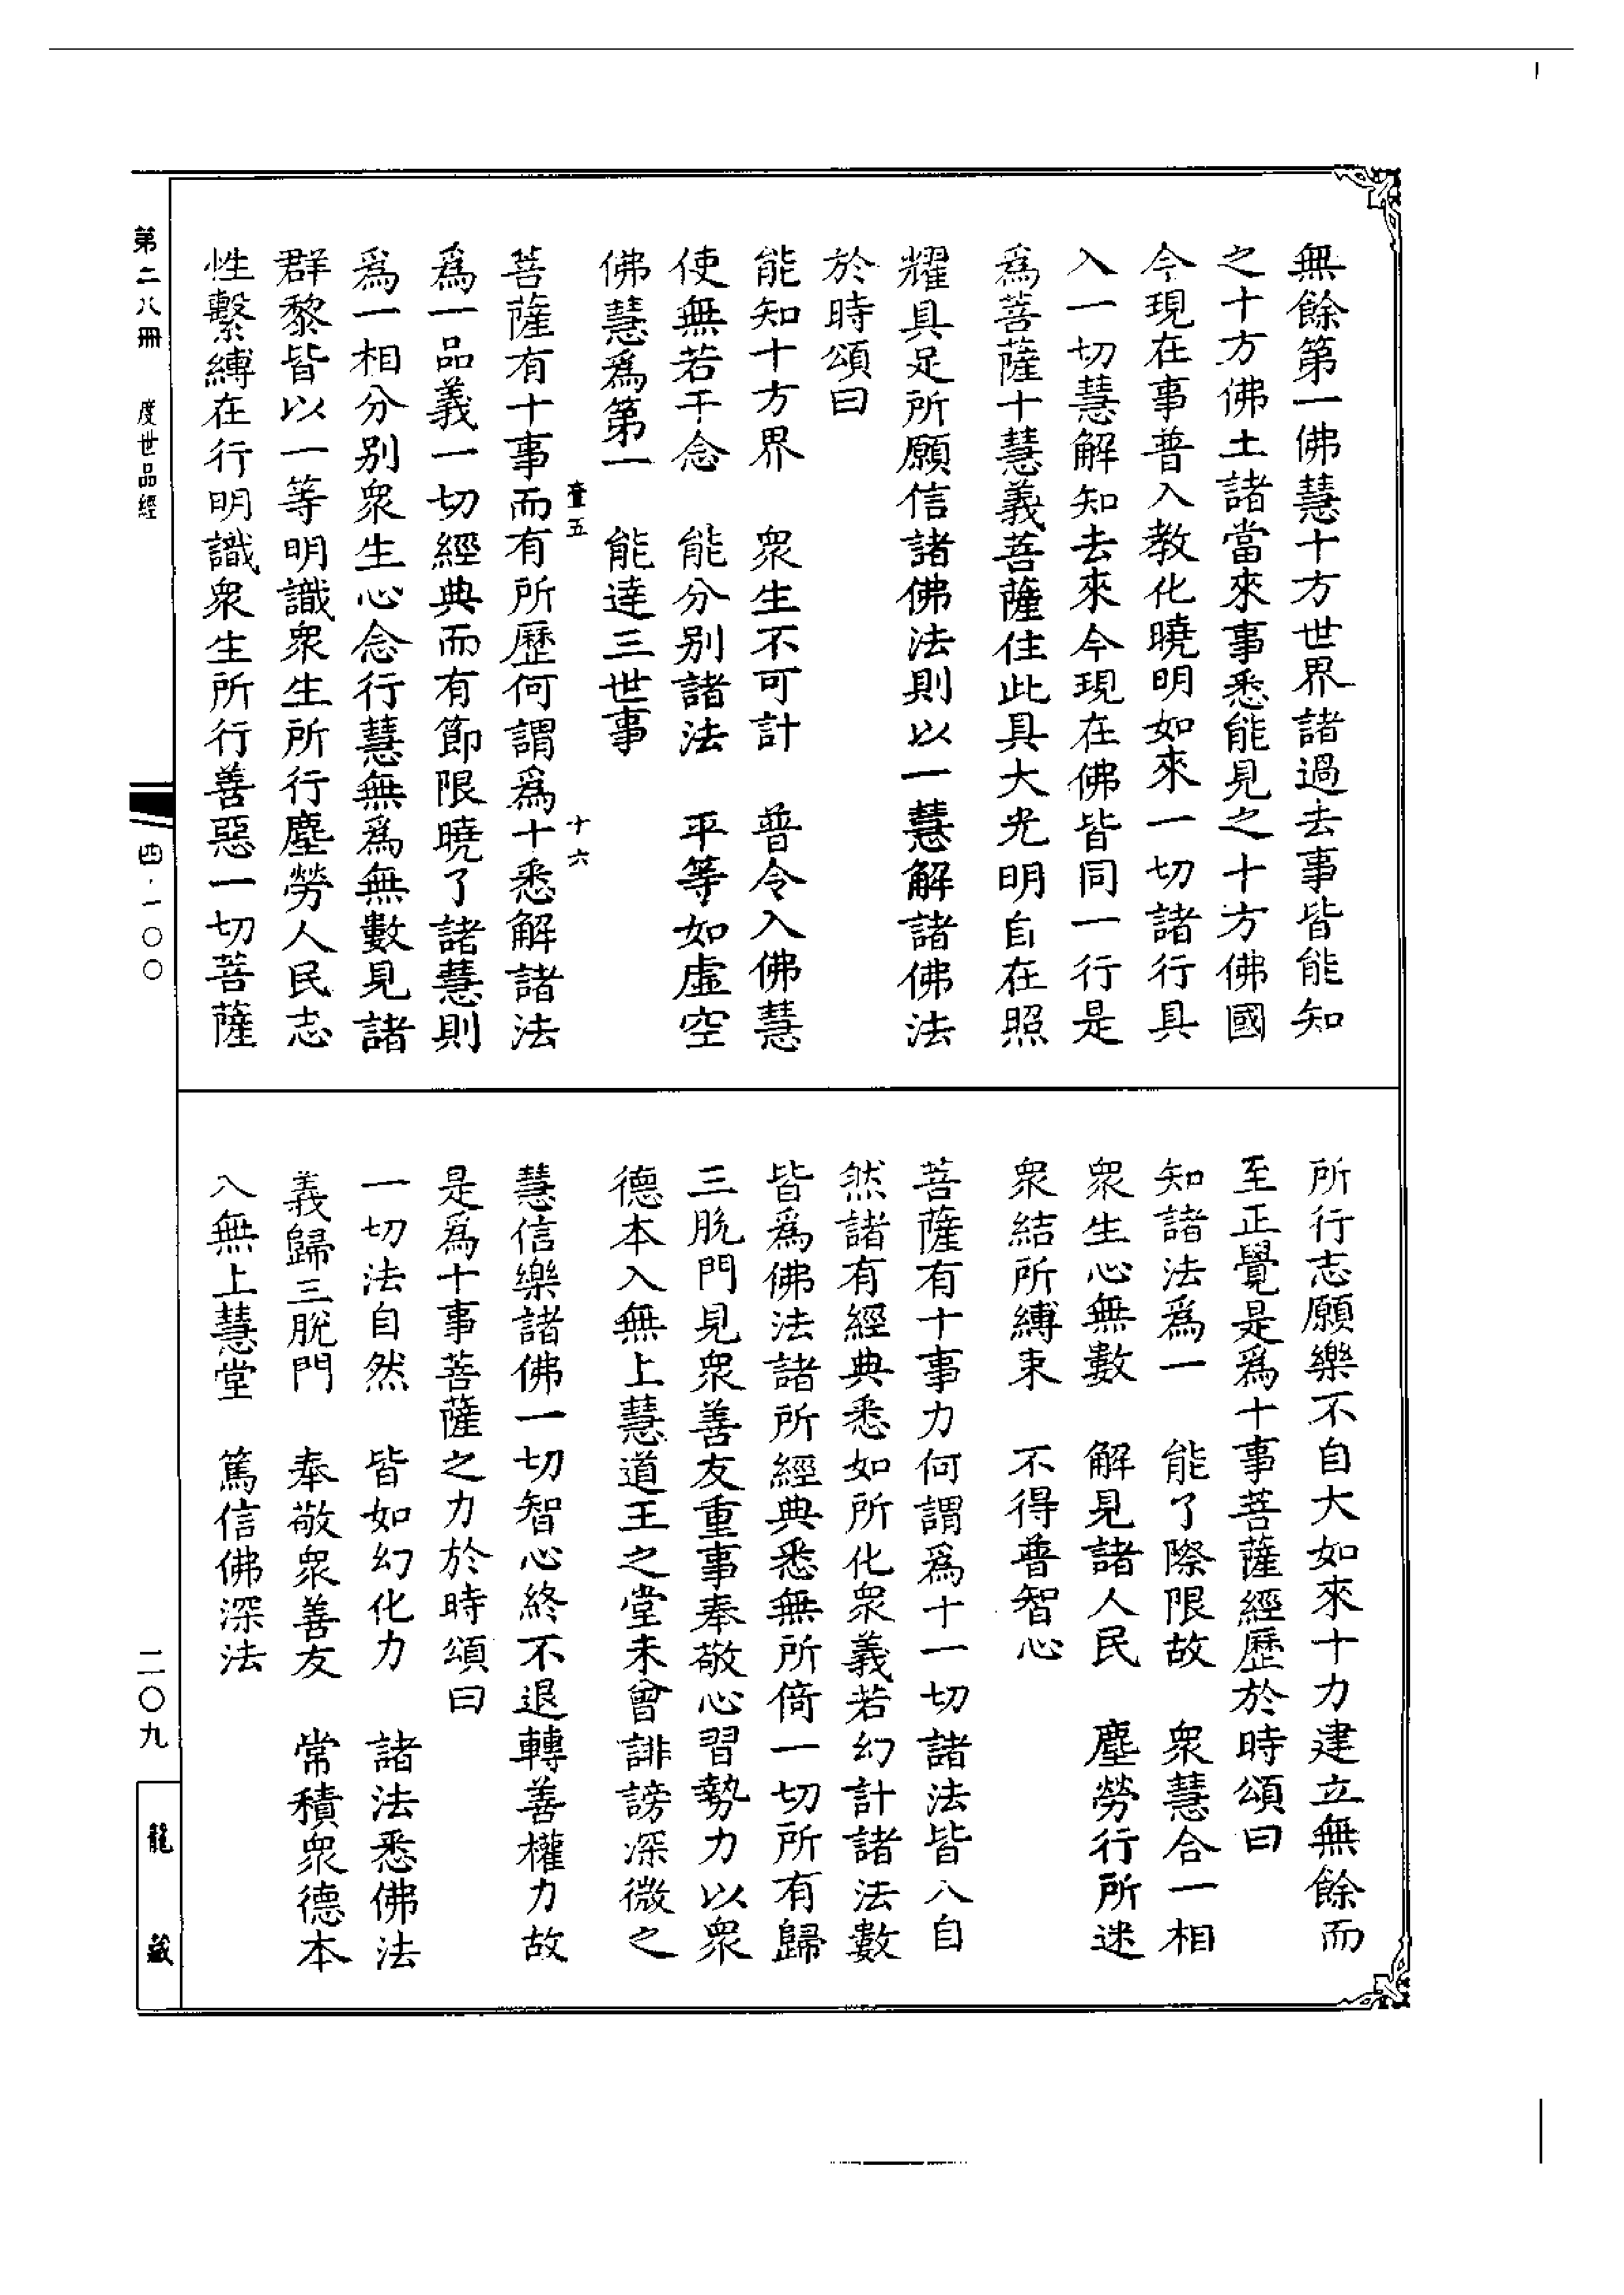 無餘第一佛慧十方世界諸過去事皆能知
之十方佛土諸當來事悉能見之十方佛國
今現在事普入教化曉明如來一切諸行具
入一切慧解知去來今現在佛皆同一行是
爲菩薩十慧義菩薩住此具大光明自在照
耀具足所願信諸佛法則以一慧解諸佛法
於時頌曰
能知十方界　衆生不可計　普令入佛慧
使無若干念　能分別諸法　平等如虛空
佛慧爲第一　能達三世事
臺五　十六
菩薩有十事而有所歷何謂爲十悉解諸法
爲一品義一切經典而有節限曉了諸慧則
爲一相分別衆生心念行慧無爲無數見諸
群黎皆以一等明識衆生所行塵勞人民志
性繫縛在行明識衆生所行善惡一切菩薩
所行志願樂不自大如來十力建立無餘而
至正覺是爲十事菩薩經歷於時頌曰
知諸法爲一　能了際限故　衆慧合一相
衆生心無數　解見諸人民　塵勞行所迷
衆結所縛束　不得普智心
菩薩有十事力何謂爲十一切諸法皆入自
然諸有經典悉如所化衆義若幻計諸法數
皆爲佛法諸所經典悉無所倚一切所有歸
三脫門見衆善友重事奉敬心習勢力以衆
德本入無上慧道王之堂未曾誹謗深微之
慧信樂諸佛一切智心終不退轉善權力故
是爲十事菩薩之力於時頌曰
一切法自然　皆如幻化力　諸法悉佛法
義歸三脫門　奉敬衆善友　常積衆德本
入無上慧堂　篤信佛深法
第二八冊　度世品經　四·一〇〇　二〇九
龍藏